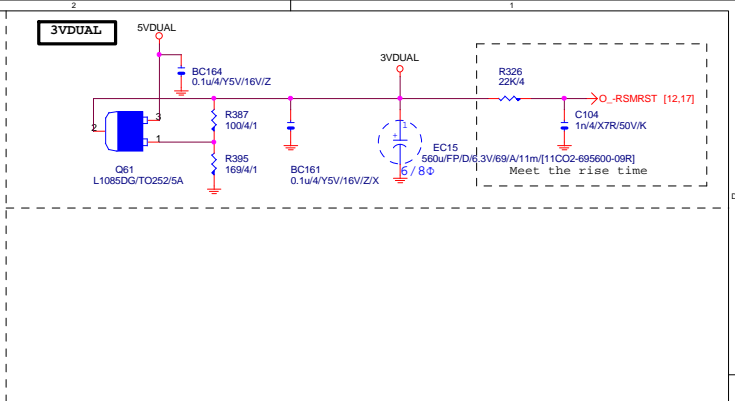 2
1
3VDUAL
5VDUAL
BC164
0.1u/4/Y5V/16V/Z
3VDUAL
R326
22K/4
O_-RSMRST [12,17]
2
3
1
R387
100/4/1
R395
169/4/1
Q61
L1085DG/TO252/5A
BC161
0.1u/4/Y5V/16V/Z/X
1
+
EC15
560u/FP/D/6.3V/69/A/11m/[11CO2-695600-09R]
6/8Φ
C104
1n/4/X7R/50V/K
Meet the rise time